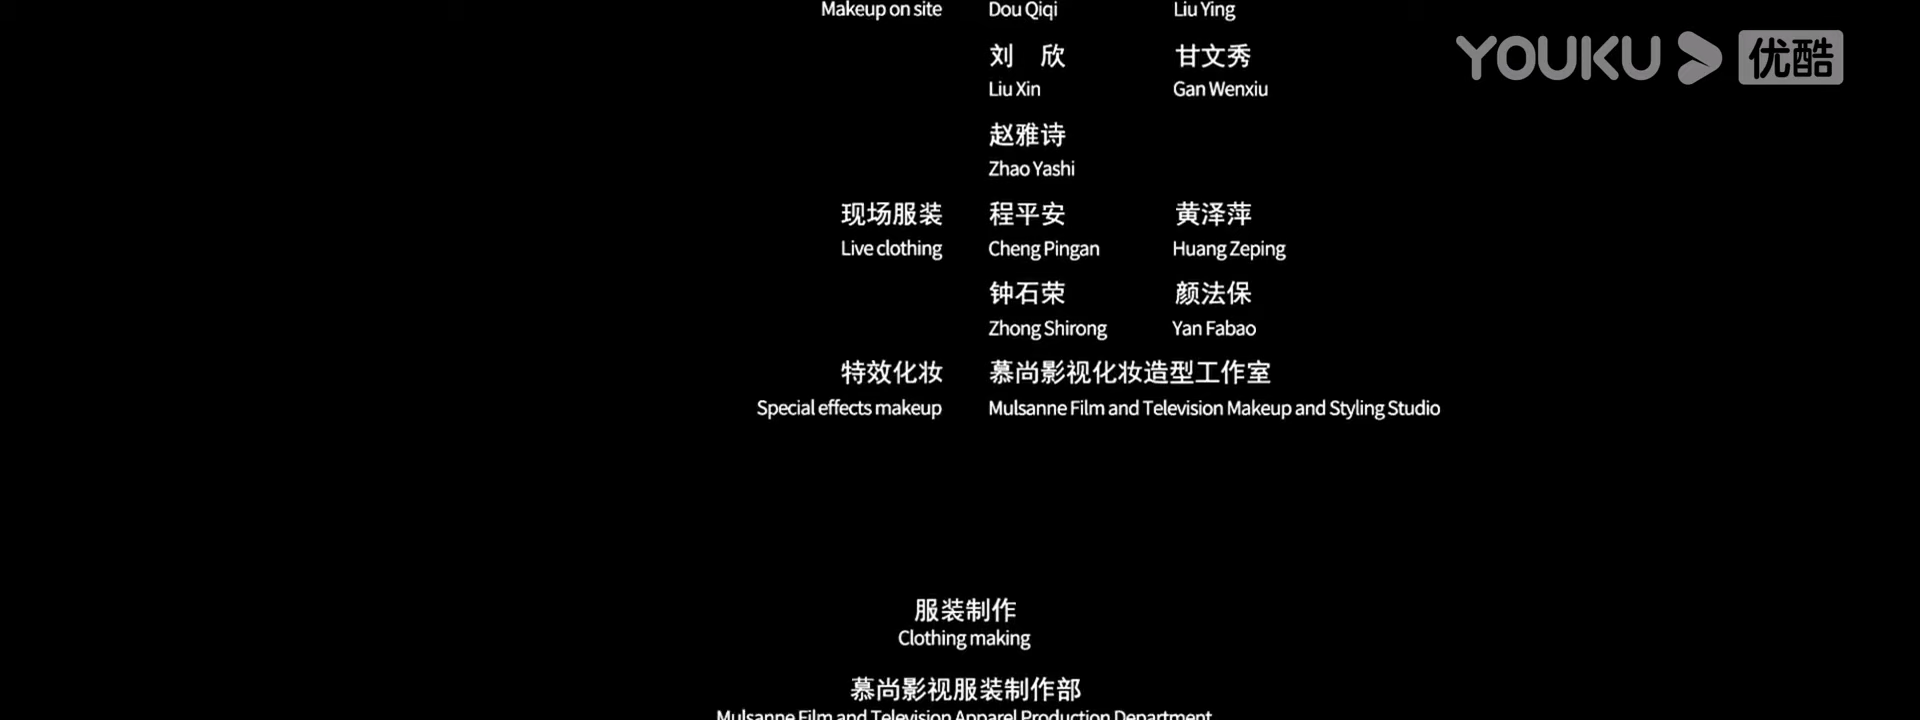 Makeup on site Dou Qiqi Liu Ying
YOUKU 优酷
刘 欣 甘文秀
Liu Xin Gan Wenxiu
赵雅诗
Zhao Yashi
现场服装 程平安 黄泽萍
Live clothing Cheng Pingan Huang Zeping
钟石荣 颜法保
Zhong Shirong Yan Fabao
特效化妆 慕尚影视化妆造型工作室
Special effects makeup Mulsanne Film and Television Makeup and Styling Studio
服装制作
Clothing making
慕尚影视服装制作部
Mulsanne Film and Television Apparel Production Department